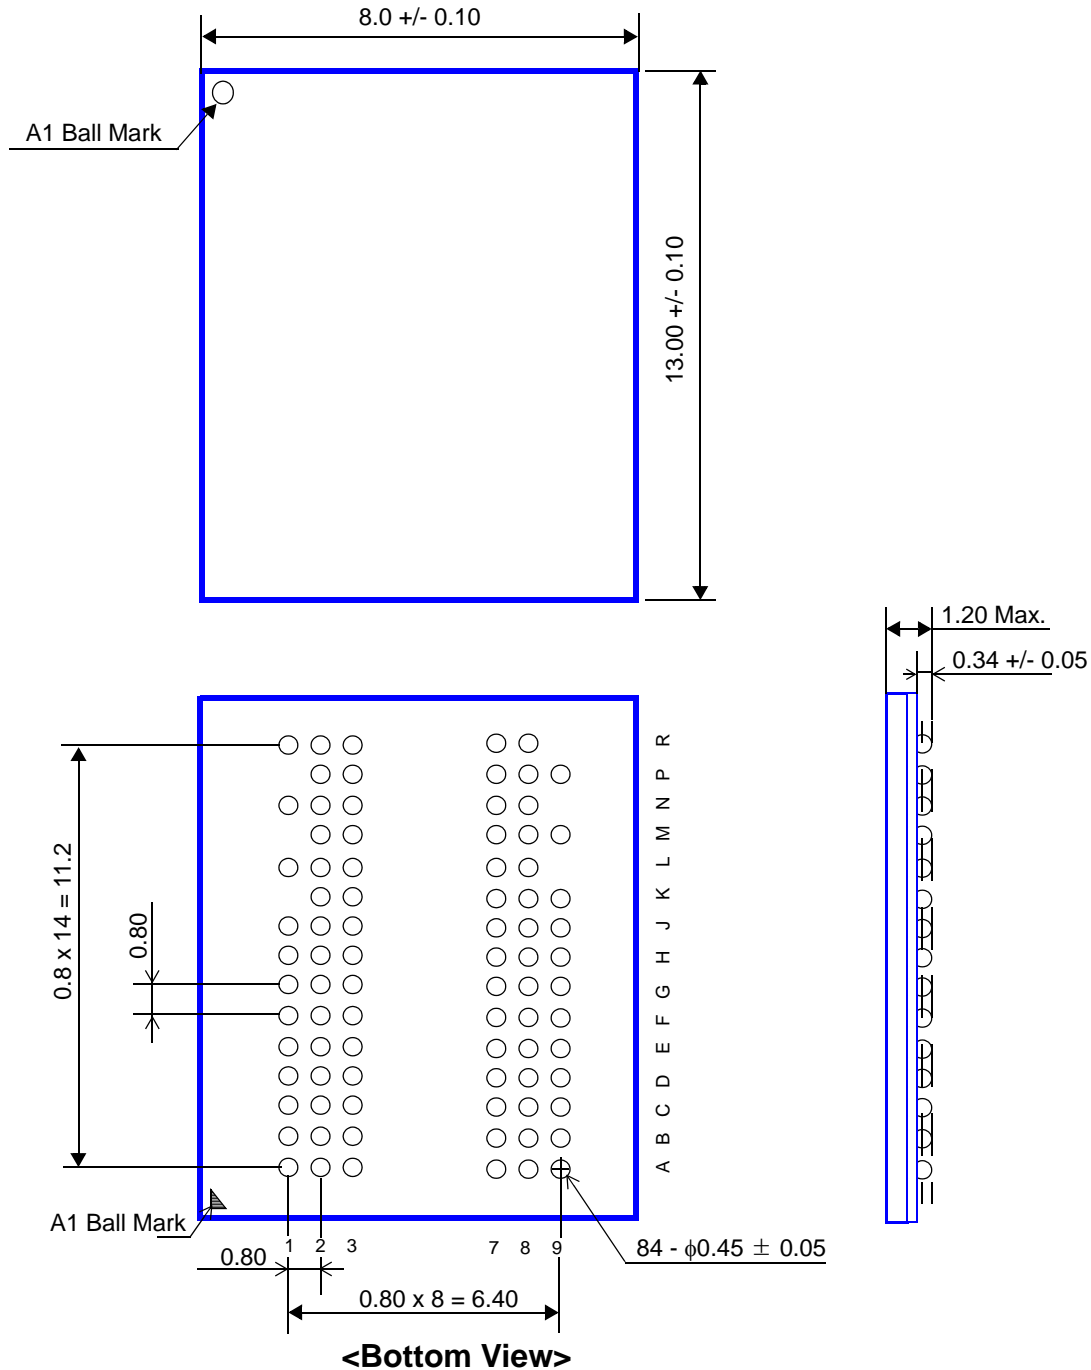 8.0 +/- 0.10
A1 Ball Mark
13.00 +/- 0.10
1.20 Max.
0.34 +/- 0.05
R
P
N
M
L
K
J
H
G
F
E
D
C
B
A
0.8 x 14 = 11.2
0.80
A1 Ball Mark
1 2 3 7 8 9
0.80
84 - ϕ0.45 ± 0.05
0.80 x 8 = 6.40
<Bottom View>